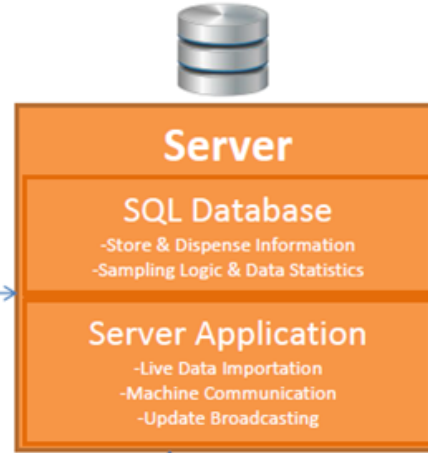 Server
SQL Database
-Store & Dispense Information
-Sampling Logic & Data Statistics
Server Application
-Live Data Importation
-Machine Communication
-Update Broadcasting